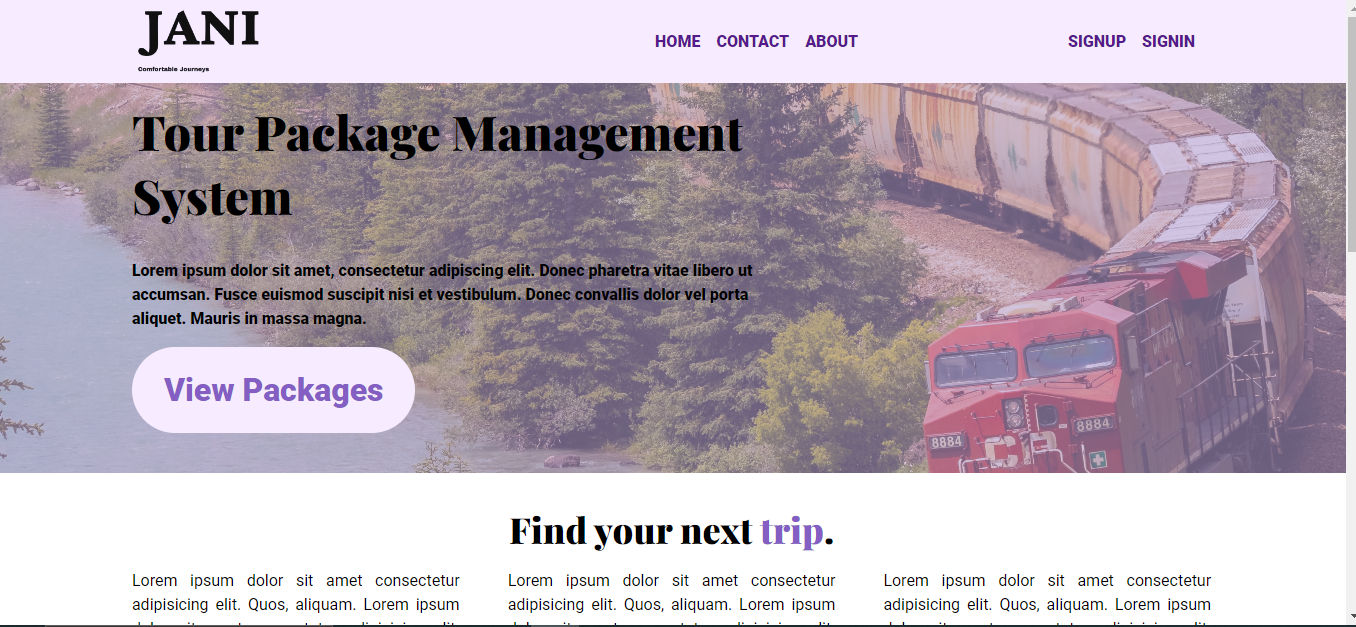 JANI
Comfortable Journeys
HOME CONTACT ABOUT
SIGNUP SIGNIN
Tour Package Management
System
Lorem ipsum dolor sit amet, consectetur adipiscing elit. Donec pharetra vitae libero ut
accumsan. Fusce euismod suscipit nisi et vestibulum. Donec convallis dolor vel porta
aliquet. Mauris in massa magna.
View Packages
8884
8884
Find your next trip.
Lorem ipsum dolor sit amet consectetur
adipisicing elit. Quos, aliquam. Lorem ipsum
Lorem ipsum dolor sit amet consectetur
adipisicing elit. Quos, aliquam. Lorem ipsum
Lorem ipsum dolor sit amet consectetur
adipisicing elit. Quos, aliquam. Lorem ipsum